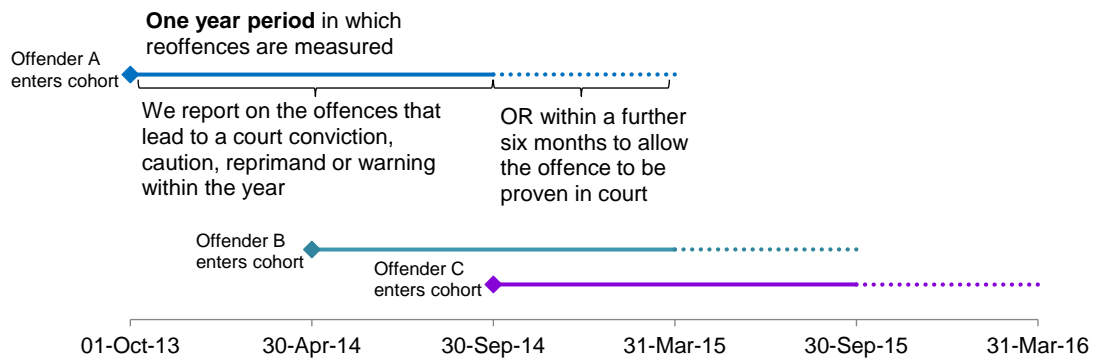 One year period in which
reoffences are measured
Offender A
enters cohort
We report on the offences that
lead to a court conviction,
caution, reprimand or warning
within the year
OR within a further
six months to allow
the offence to be
proven in court
Offender B
enters cohort
Offender C
enters cohort
01-Oct-13 30-Apr-14 30-Sep-14 31-Mar-15 30-Sep-15 31-Mar-16